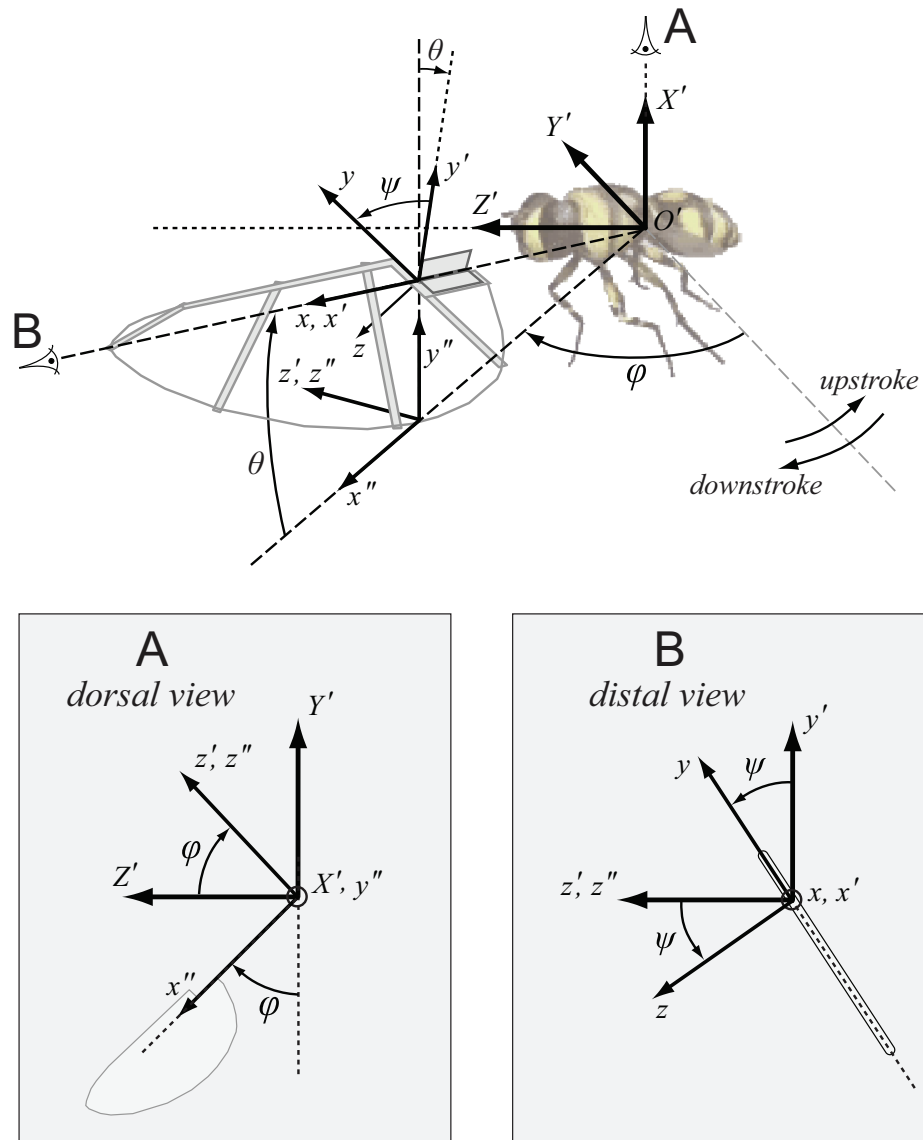 A
θ
X′
Y′
y
ψ
y′
Z′
O′
B
x, x′
z
y″
z′, z″
φ
upstroke
θ
downstroke
x″
A
dorsal view
Y′
z′, z″
φ
Z′
X′, y″
x″
φ
B
distal view
y′
y
ψ
z′, z″
x, x′
ψ
z